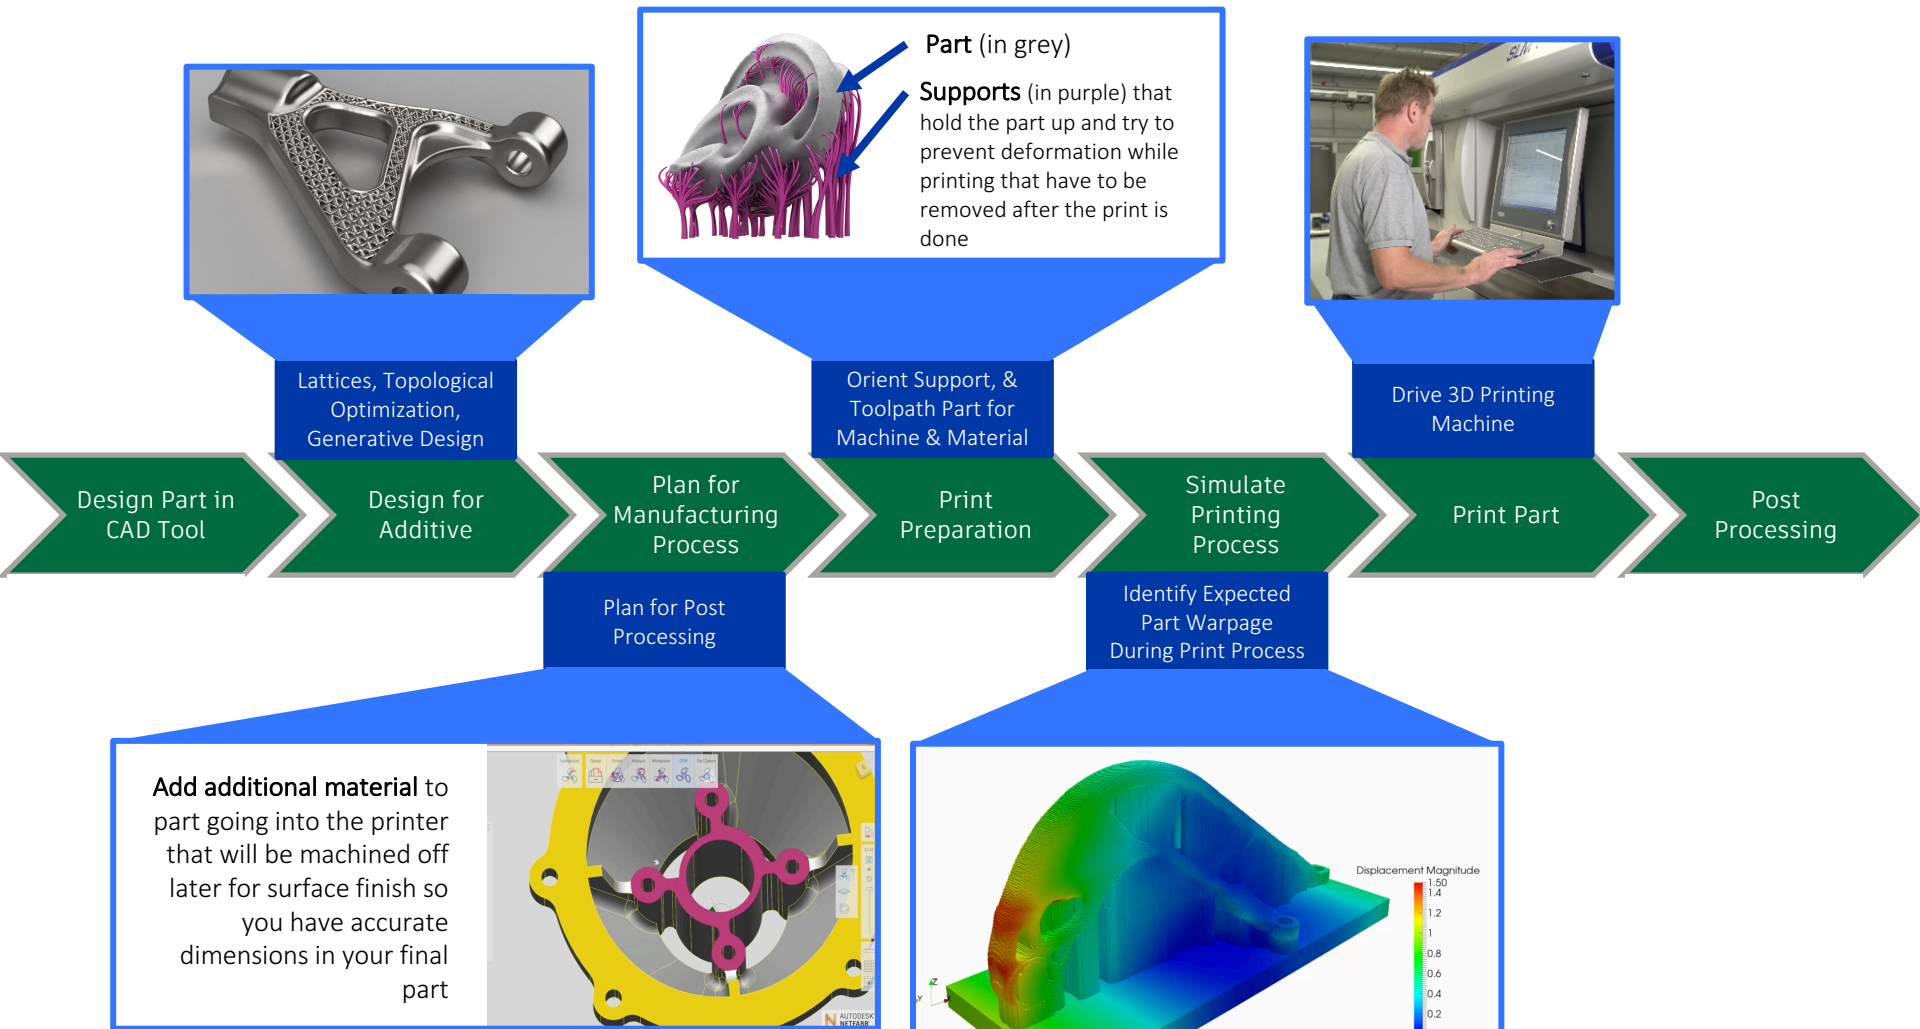 Part (in grey)
Supports (in purple) that
hold the part up and try to
prevent deformation while
printing that have to be
removed after the print is
done
SLM
Lattices, Topological
Optimization,
Generative Design
Orient Support, &
Toolpath Part for
Machine & Material
Drive 3D Printing
Machine
Design Part in
CAD Tool
Design for
Additive
Plan for
Manufacturing
Process
Print
Preparation
Simulate
Printing
Process
Print Part
Post
Processing
Plan for Post
Processing
Identify Expected
Part Warpage
During Print Process
Add additional material to
part going into the printer
that will be machined off
later for surface finish so
you have accurate
dimensions in your final
part
AUTODESK
NETFABB
Displacement Magnitude
1.50
1.4
1.2
1
0.8
0.6
0.4
0.2
Z
Y